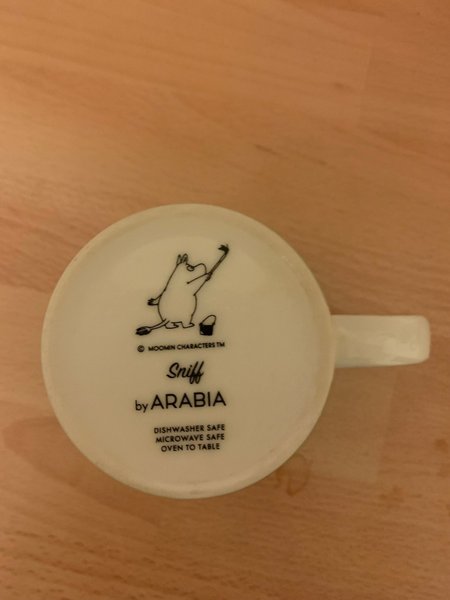 © MOOMIN CHARACTERS TM
Sniff
by ARABIA
DISHWASHER SAFE
MICROWAVE SAFE
OVEN TO TABLE